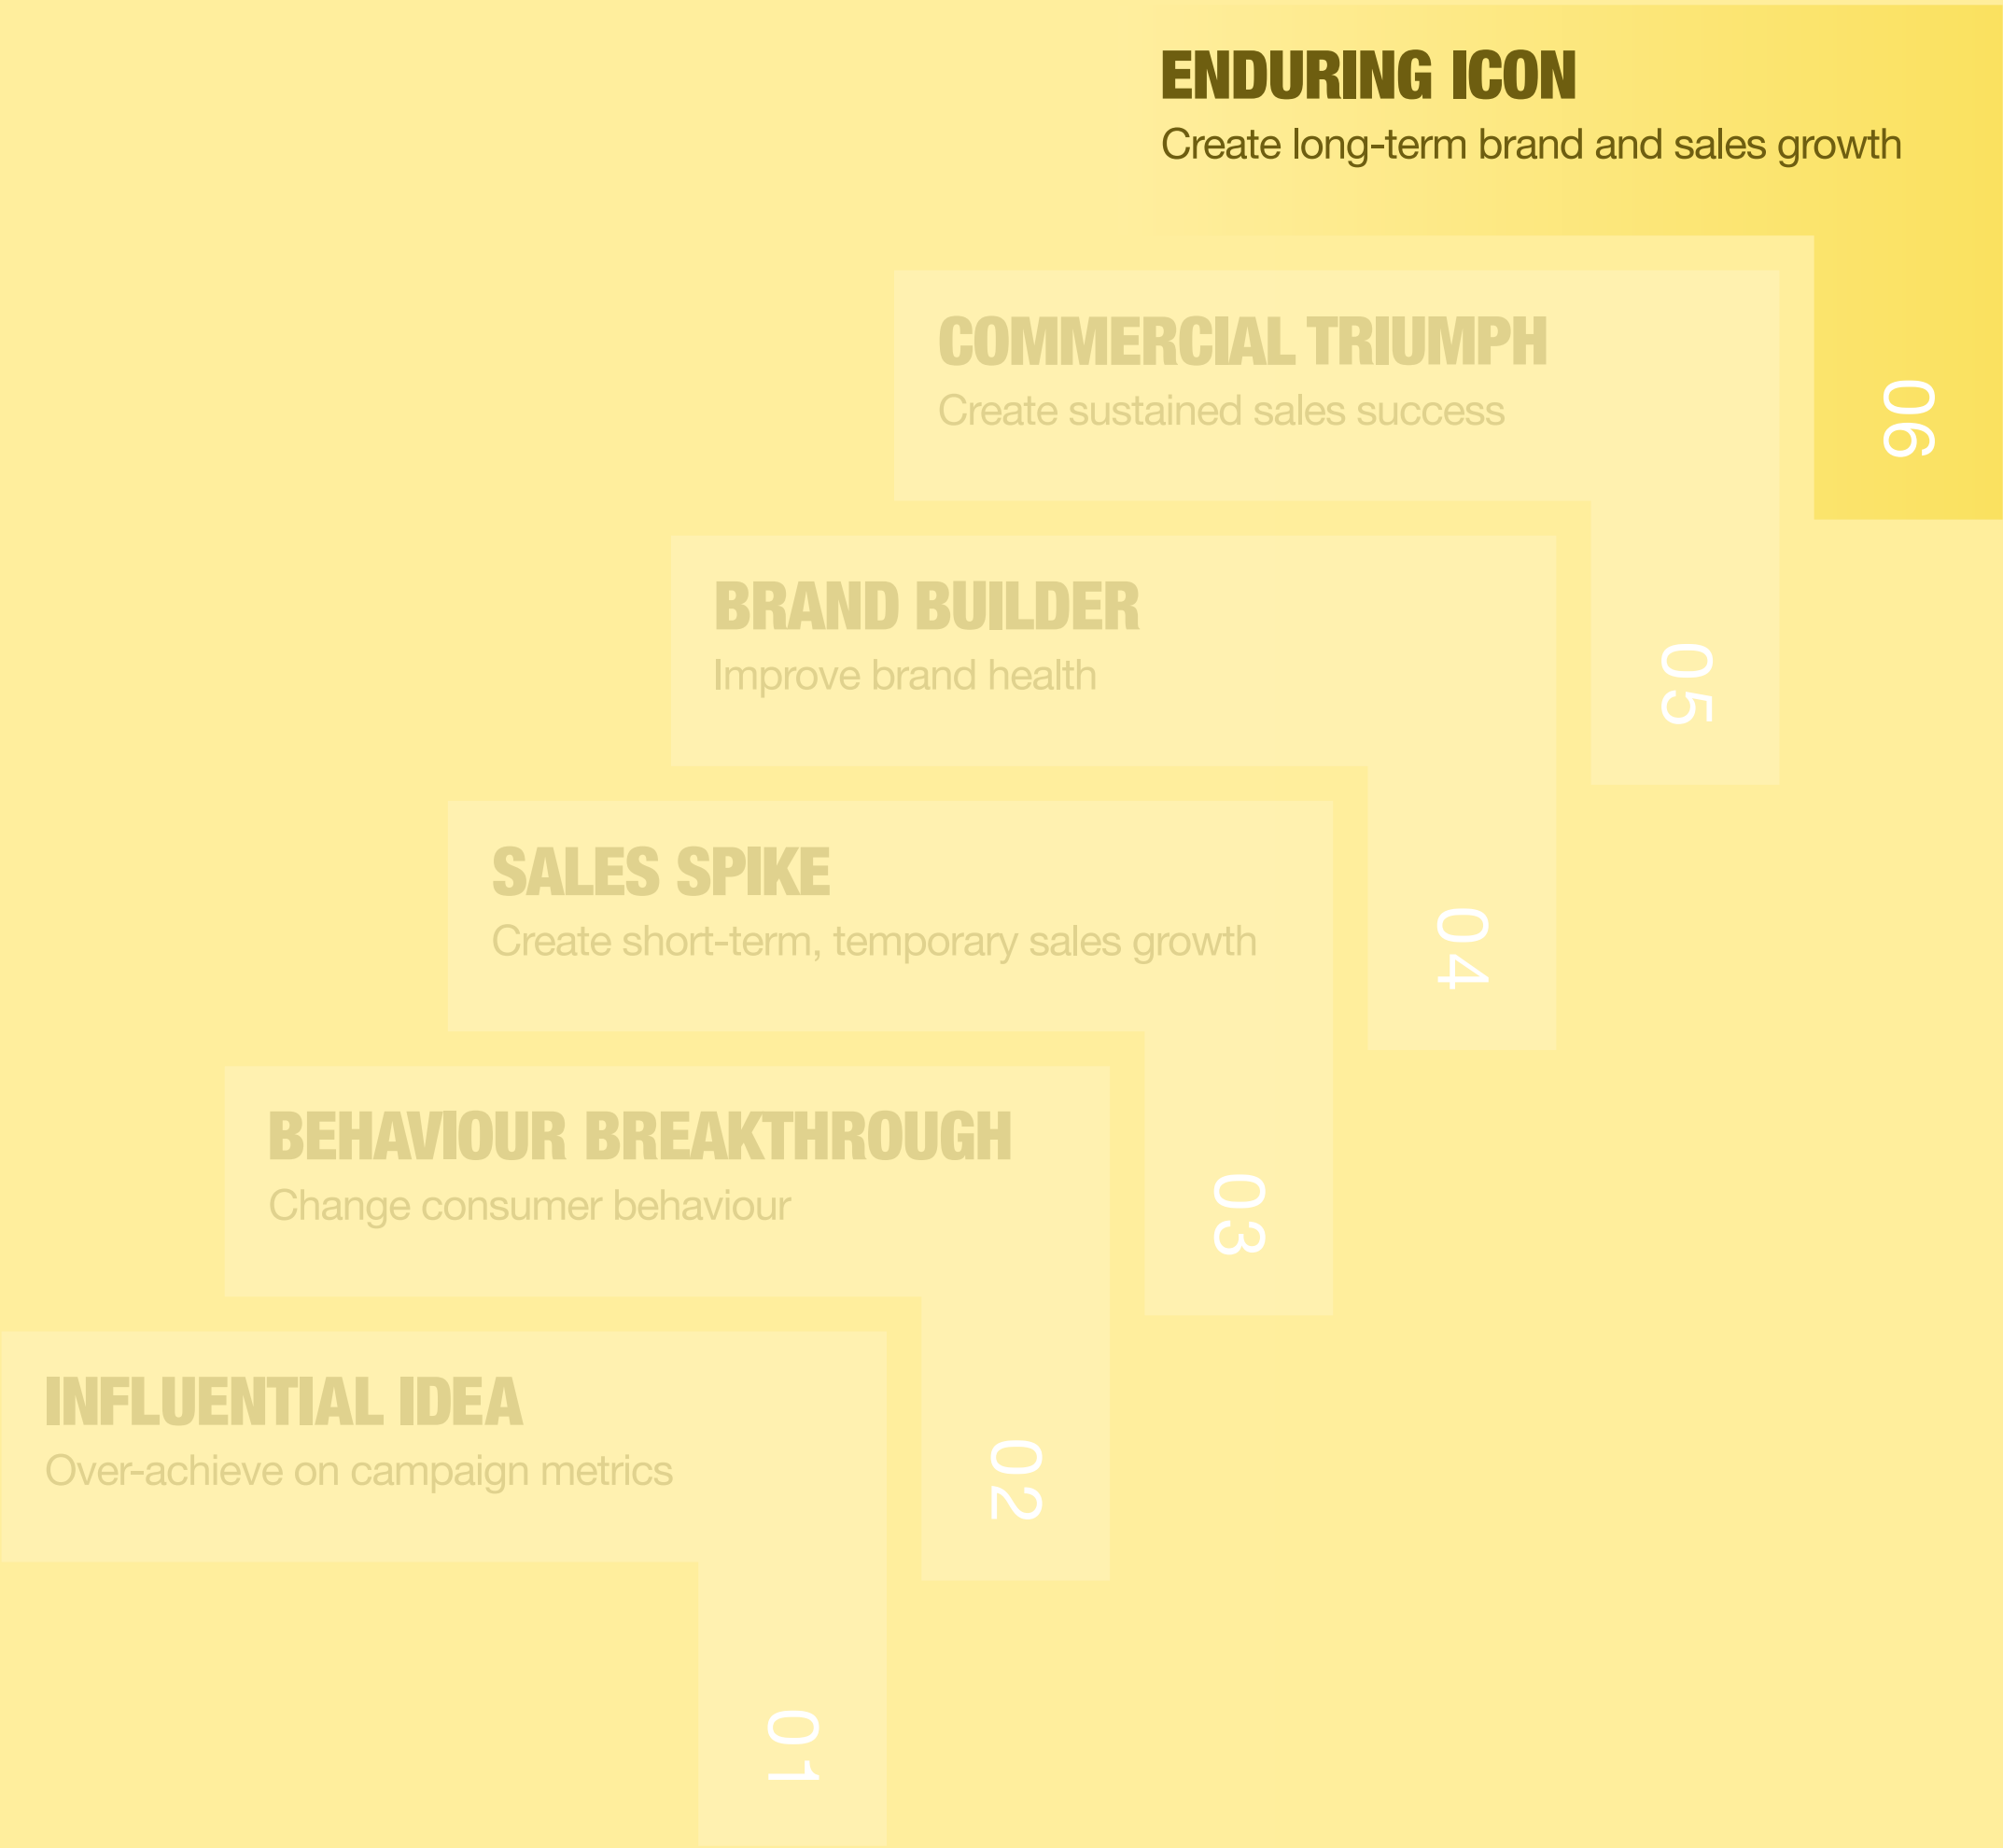 ENDURING ICON
Create long-term brand and sales growth
06
COMMERCIAL TRIUMPH
Create sustained sales success
05
BRAND BUILDER
Improve brand health
04
SALES SPIKE
Create short-term, temporary sales growth
03
BEHAVIOUR BREAKTHROUGH
Change consumer behaviour
02
INFLUENTIAL IDEA
Over-achieve on campaign metrics
01